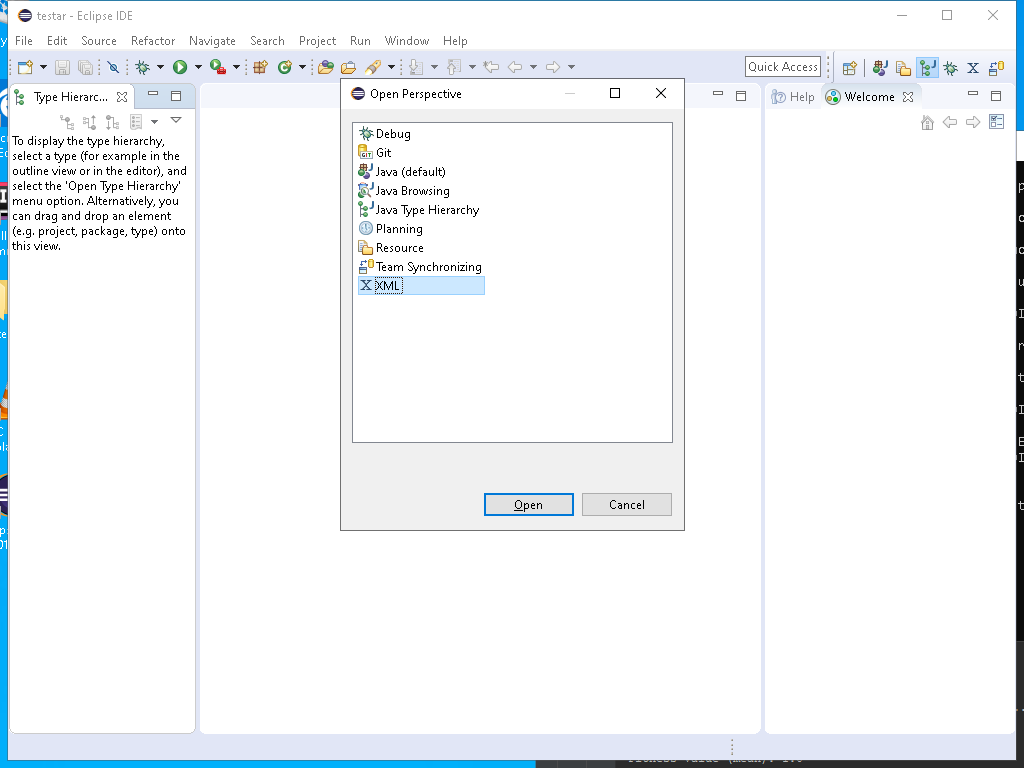 testar - Eclipse IDE
File Edit Source Refactor Navigate Search Project Run Window Help
Quick Access
Type Hierarc...
To display the type hierarchy,
select a type (for example in the
outline view or in the editor), and
select the 'Open Type Hierarchy'
menu option. Alternatively, you
can drag and drop an element
(e.g. project, package, type) onto
this view.
Open Perspective
Debug
Git
Java (default)
Java Browsing
Java Type Hierarchy
Planning
Resource
Team Synchronizing
XML
Open Cancel
Help Welcome